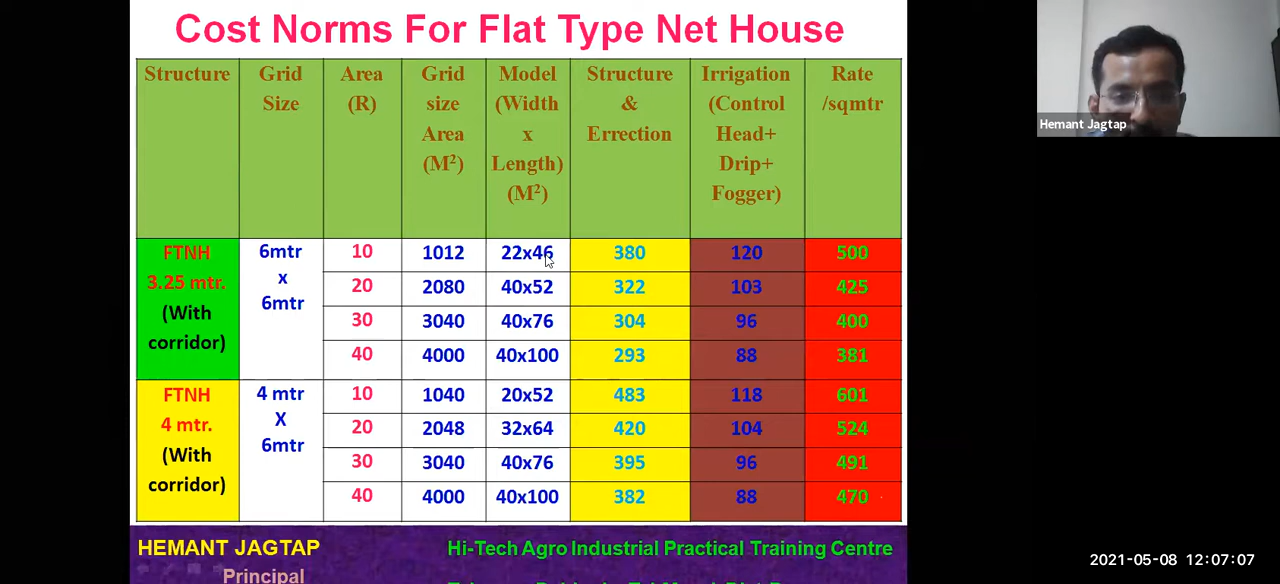 Cost Norms For Flat Type Net House
Structure Grid Size Area (R) Grid size Area (M²) Model (Width x Length) (M²) Structure & Errection Irrigation (Control Head+ Drip+ Fogger) Rate /sqmtr
FTNH 3.25 mtr. (With corridor) 6mtr x 6mtr 10 1012 22x46 380 120 500
20 2080 40x52 322 103 425
30 3040 40x76 304 96 400
40 4000 40x100 293 88 381
FTNH 4 mtr. (With corridor) 4 mtr X 6mtr 10 1040 20x52 483 118 601
20 2048 32x64 420 104 524
30 3040 40x76 395 96 491
40 4000 40x100 382 88 470
HEMANT JAGTAP
Principal
Hi-Tech Agro Industrial Practical Training Centre
Hemant Jagtap
2021-05-08 12:07:07